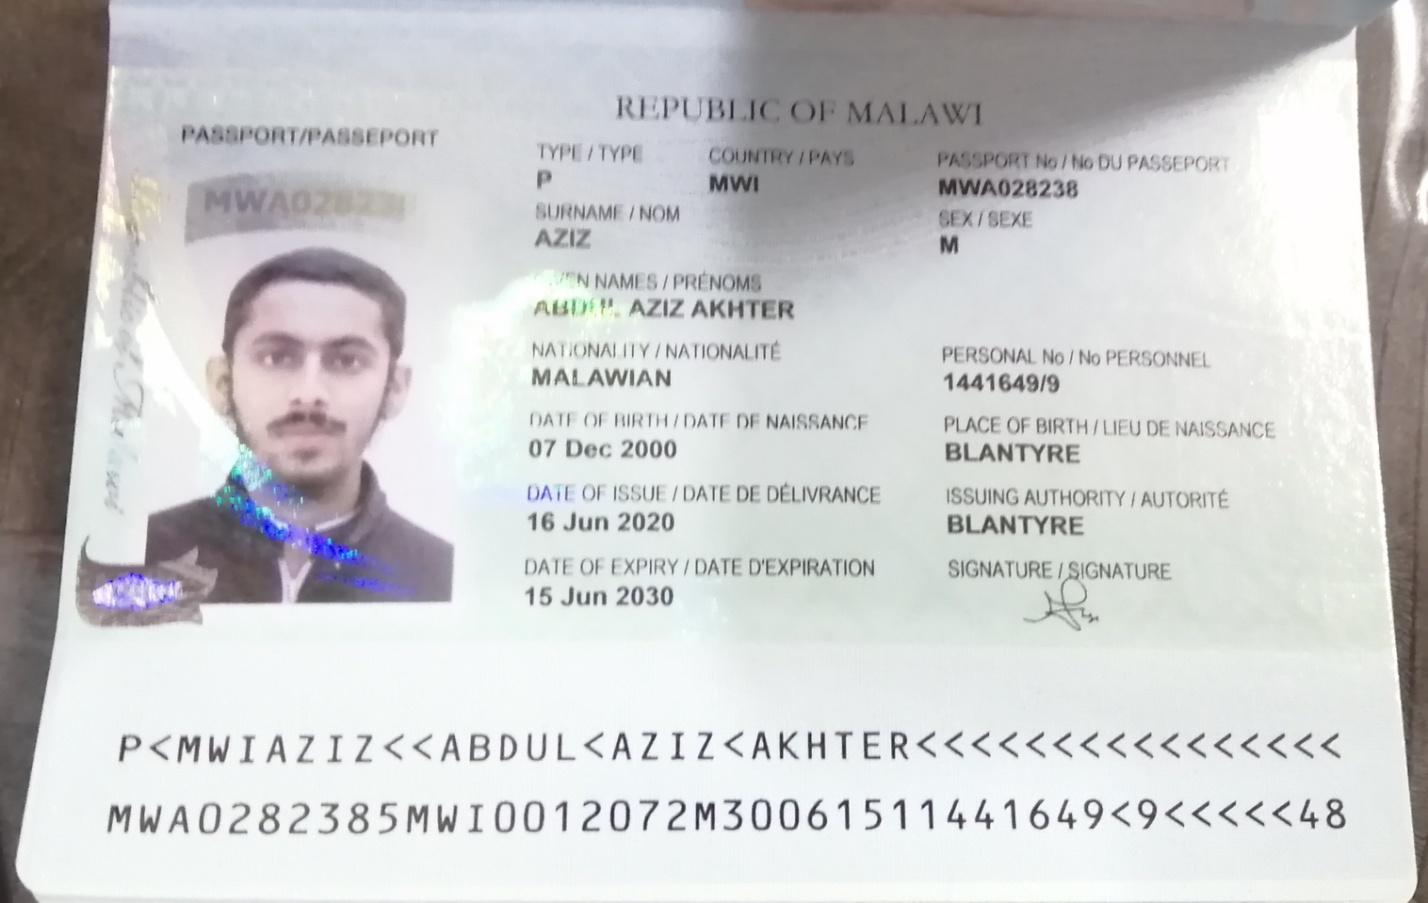 REPUBLIC OF MALAWI
PASSPORT/PASSEPORT
TYPE / TYPE COUNTRY / PAYS PASSPORT No / No DU PASSEPORT
P MWI MWA028238
SURNAME / NOM SEX / SEXE
AZIZ M
NAMES / PRÉNOMS
ABDUL AZIZ AKHTER
NATIONALITY / NATIONALITÉ PERSONAL No / No PERSONNEL
MALAWIAN 1441649/9
DATE OF BIRTH / DATE DE NAISSANCE PLACE OF BIRTH / LIEU DE NAISSANCE
07 Dec 2000 BLANTYRE
DATE OF ISSUE / DATE DE DÉLIVRANCE ISSUING AUTHORITY / AUTORITÉ
16 Jun 2020 BLANTYRE
DATE OF EXPIRY / DATE D'EXPIRATION SIGNATURE / SIGNATURE
15 Jun 2030
P<MWIAZIZ<<ABDUL<AZIZ<AKHTER<<<<<<<<<<<<<<<<
MWA0282385MWI0012072M30061511441649<9<<<<<48